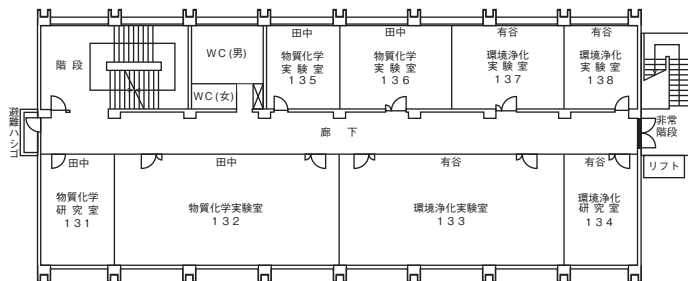 階段
WC(男)
WC(女)
田中
物質化学
実験室
135
田中
物質化学
実験室
136
有谷
環境浄化
実験室
137
有谷
環境浄化
実験室
138
避難ハシゴ
廊下
非常
階段
リフト
田中
物質化学
研究室
131
田中
物質化学実験室
132
有谷
環境浄化実験室
133
有谷
環境浄化
研究室
134